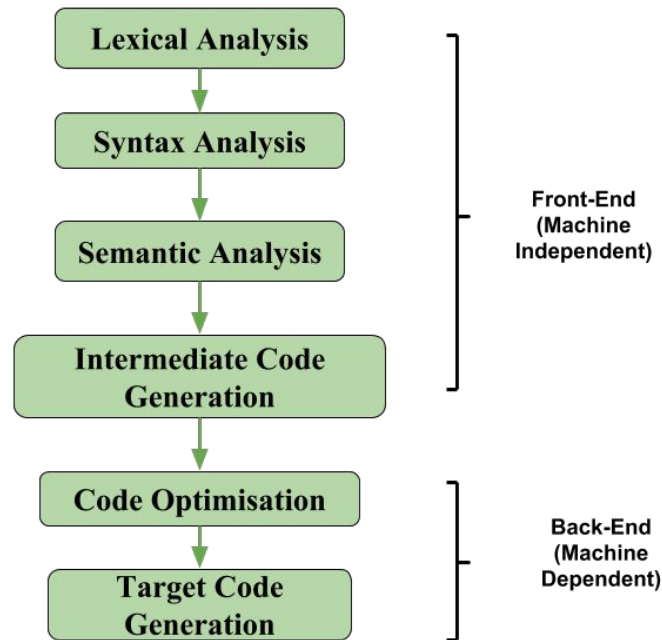 Lexical Analysis
Syntax Analysis
Semantic Analysis
Intermediate Code
Generation
Front-End
(Machine
Independent)
Code Optimisation
Target Code
Generation
Back-End
(Machine
Dependent)